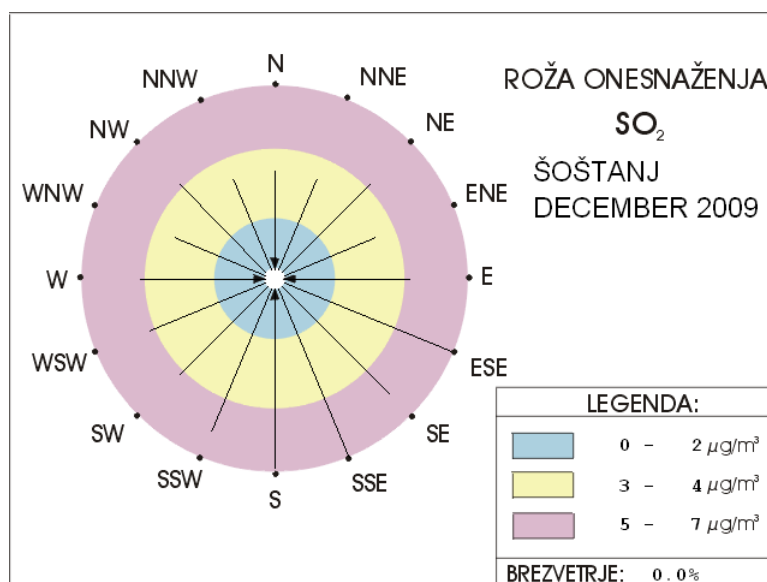 ROŽA ONESNAŽENJA
SO₂
ŠOŠTANJ
DECEMBER 2009
N
NNE
NE
ENE
E
ESE
SE
SSE
S
SSW
SW
WSW
W
WNW
NW
NNW
LEGENDA:
0 – 2 µg/m³
3 – 4 µg/m³
5 – 7 µg/m³
BREZVETRJE: 0.0%